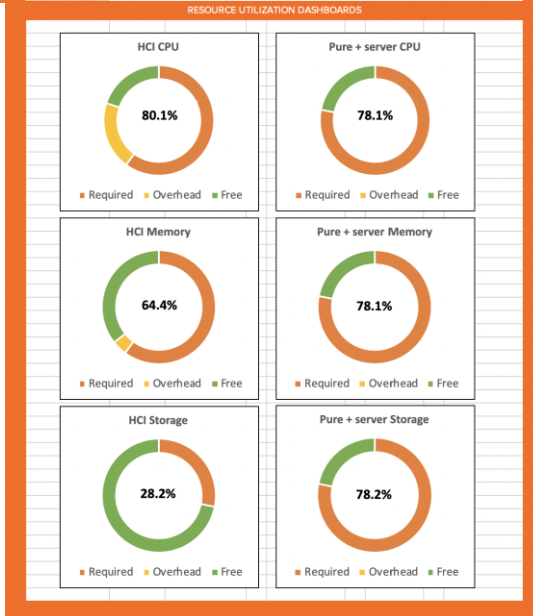 RESOURCE UTILIZATION DASHBOARDS
HCI CPU
80.1%
Required Overhead Free
Pure + server CPU
78.1%
Required Overhead Free
HCI Memory
64.4%
Required Overhead Free
Pure + server Memory
78.1%
Required Overhead Free
HCI Storage
28.2%
Required Overhead Free
Pure + server Storage
78.2%
Required Overhead Free